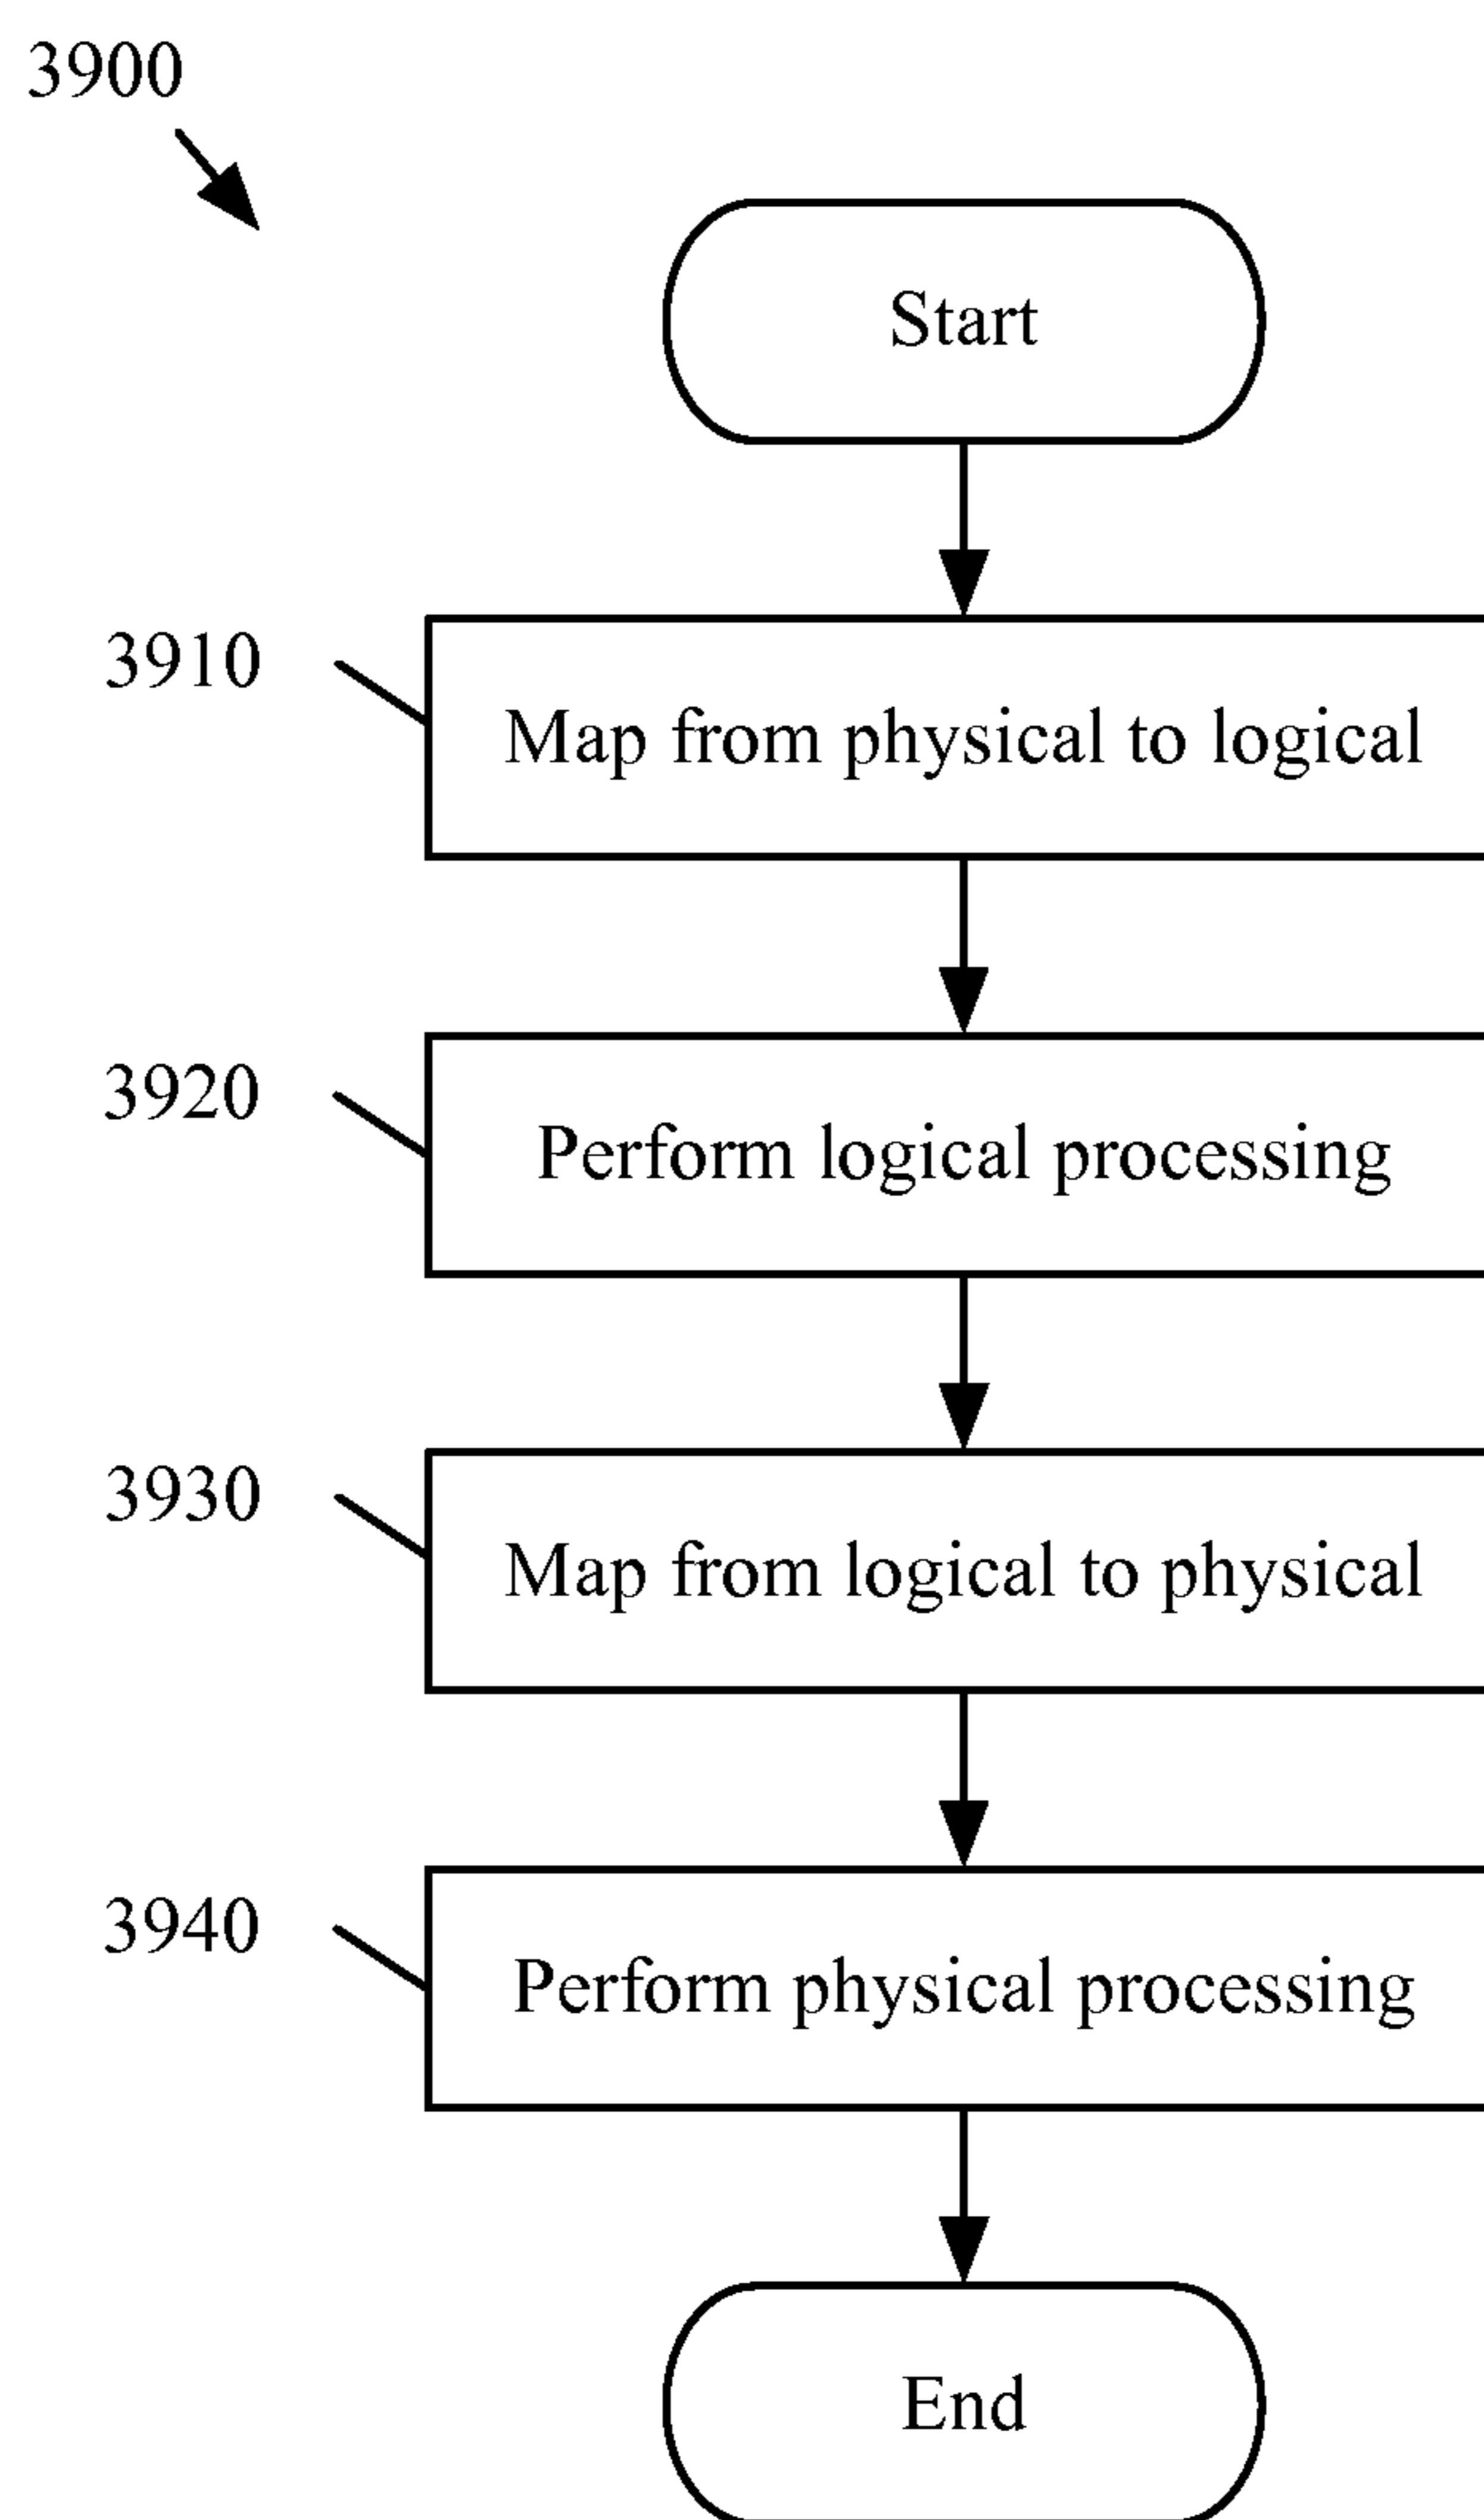 3900
Start
3910
Map from physical to logical
3920
Perform logical processing
3930
Map from logical to physical
3940
Perform physical processing
End